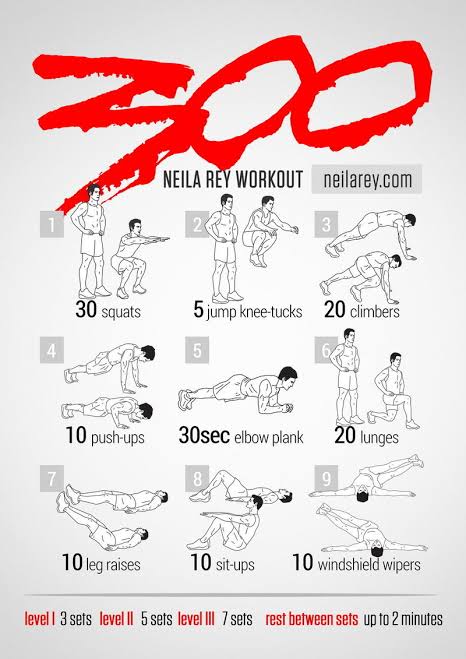 300
NEILA REY WORKOUT neilarey.com
1 2 3
30 squats 5 jump knee-tucks 20 climbers
4 5 6
10 push-ups 30sec elbow plank 20 lunges
7 8 9
10 leg raises 10 sit-ups 10 windshield wipers
level I 3 sets level II 5 sets level III 7 sets rest between sets up to 2 minutes